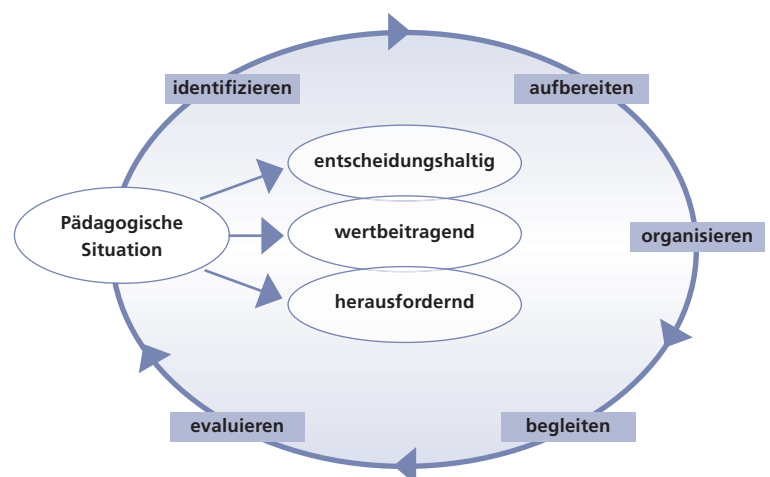 identifizieren
aufbereiten
entscheidungshaltig
Pädagogische
Situation
wertbeitragend
organisieren
herausfordernd
evaluieren
begleiten